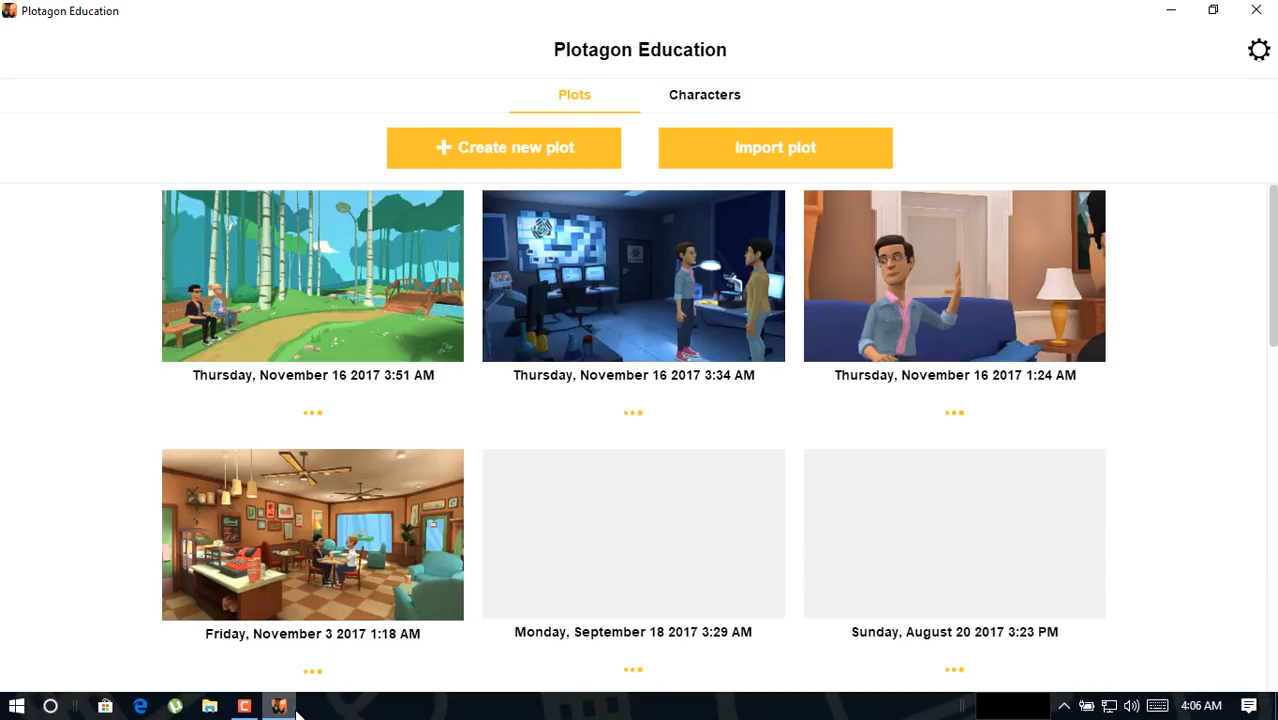 Plotagon Education
Plotagon Education
Plots
Characters
Create new plot
Import plot
Thursday, November 16 2017 3:51 AM
Thursday, November 16 2017 3:34 AM
Thursday, November 16 2017 1:24 AM
Friday, November 3 2017 1:18 AM
Monday, September 18 2017 3:29 AM
Sunday, August 20 2017 3:23 PM
4:06 AM